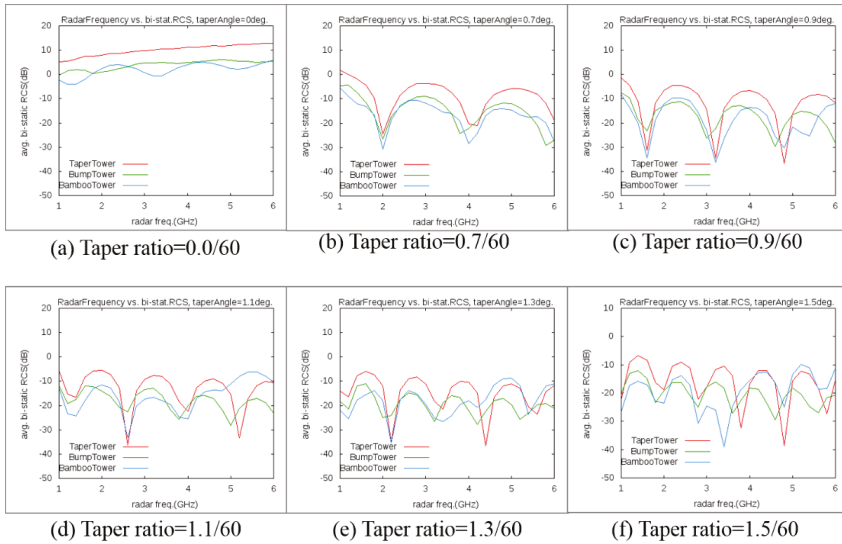 RadarFrequency vs. bi-stat.RCS, taperAngle=0deg.
avg. bi-static RCS(dB)
20
10
0
-10
-20
-30
-40
-50
TaperTower
BumpTower
BambooTower
1 2 3 4 5 6
radar freq.(GHz)
(a) Taper ratio=0.0/60
RadarFrequency vs. bi-stat.RCS, taperAngle=0.7deg.
avg. bi-static RCS(dB)
20
10
0
-10
-20
-30
-40
-50
TaperTower
BumpTower
BambooTower
1 2 3 4 5 6
radar freq.(GHz)
(b) Taper ratio=0.7/60
RadarFrequency vs. bi-stat.RCS, taperAngle=0.9deg.
avg. bi-static RCS(dB)
20
10
0
-10
-20
-30
-40
-50
TaperTower
BumpTower
BambooTower
1 2 3 4 5 6
radar freq.(GHz)
(c) Taper ratio=0.9/60
RadarFrequency vs. bi-stat.RCS, taperAngle=1.1deg.
avg. bi-static RCS(dB)
20
10
0
-10
-20
-30
-40
-50
TaperTower
BumpTower
BambooTower
1 2 3 4 5 6
radar freq.(GHz)
(d) Taper ratio=1.1/60
RadarFrequency vs. bi-stat.RCS, taperAngle=1.3deg.
avg. bi-static RCS(dB)
20
10
0
-10
-20
-30
-40
-50
TaperTower
BumpTower
BambooTower
1 2 3 4 5 6
radar freq.(GHz)
(e) Taper ratio=1.3/60
RadarFrequency vs. bi-stat.RCS, taperAngle=1.5deg.
avg. bi-static RCS(dB)
10
0
-10
-20
-30
-40
-50
TaperTower
BumpTower
BambooTower
1 2 3 4 5 6
radar freq.(GHz)
(f) Taper ratio=1.5/60